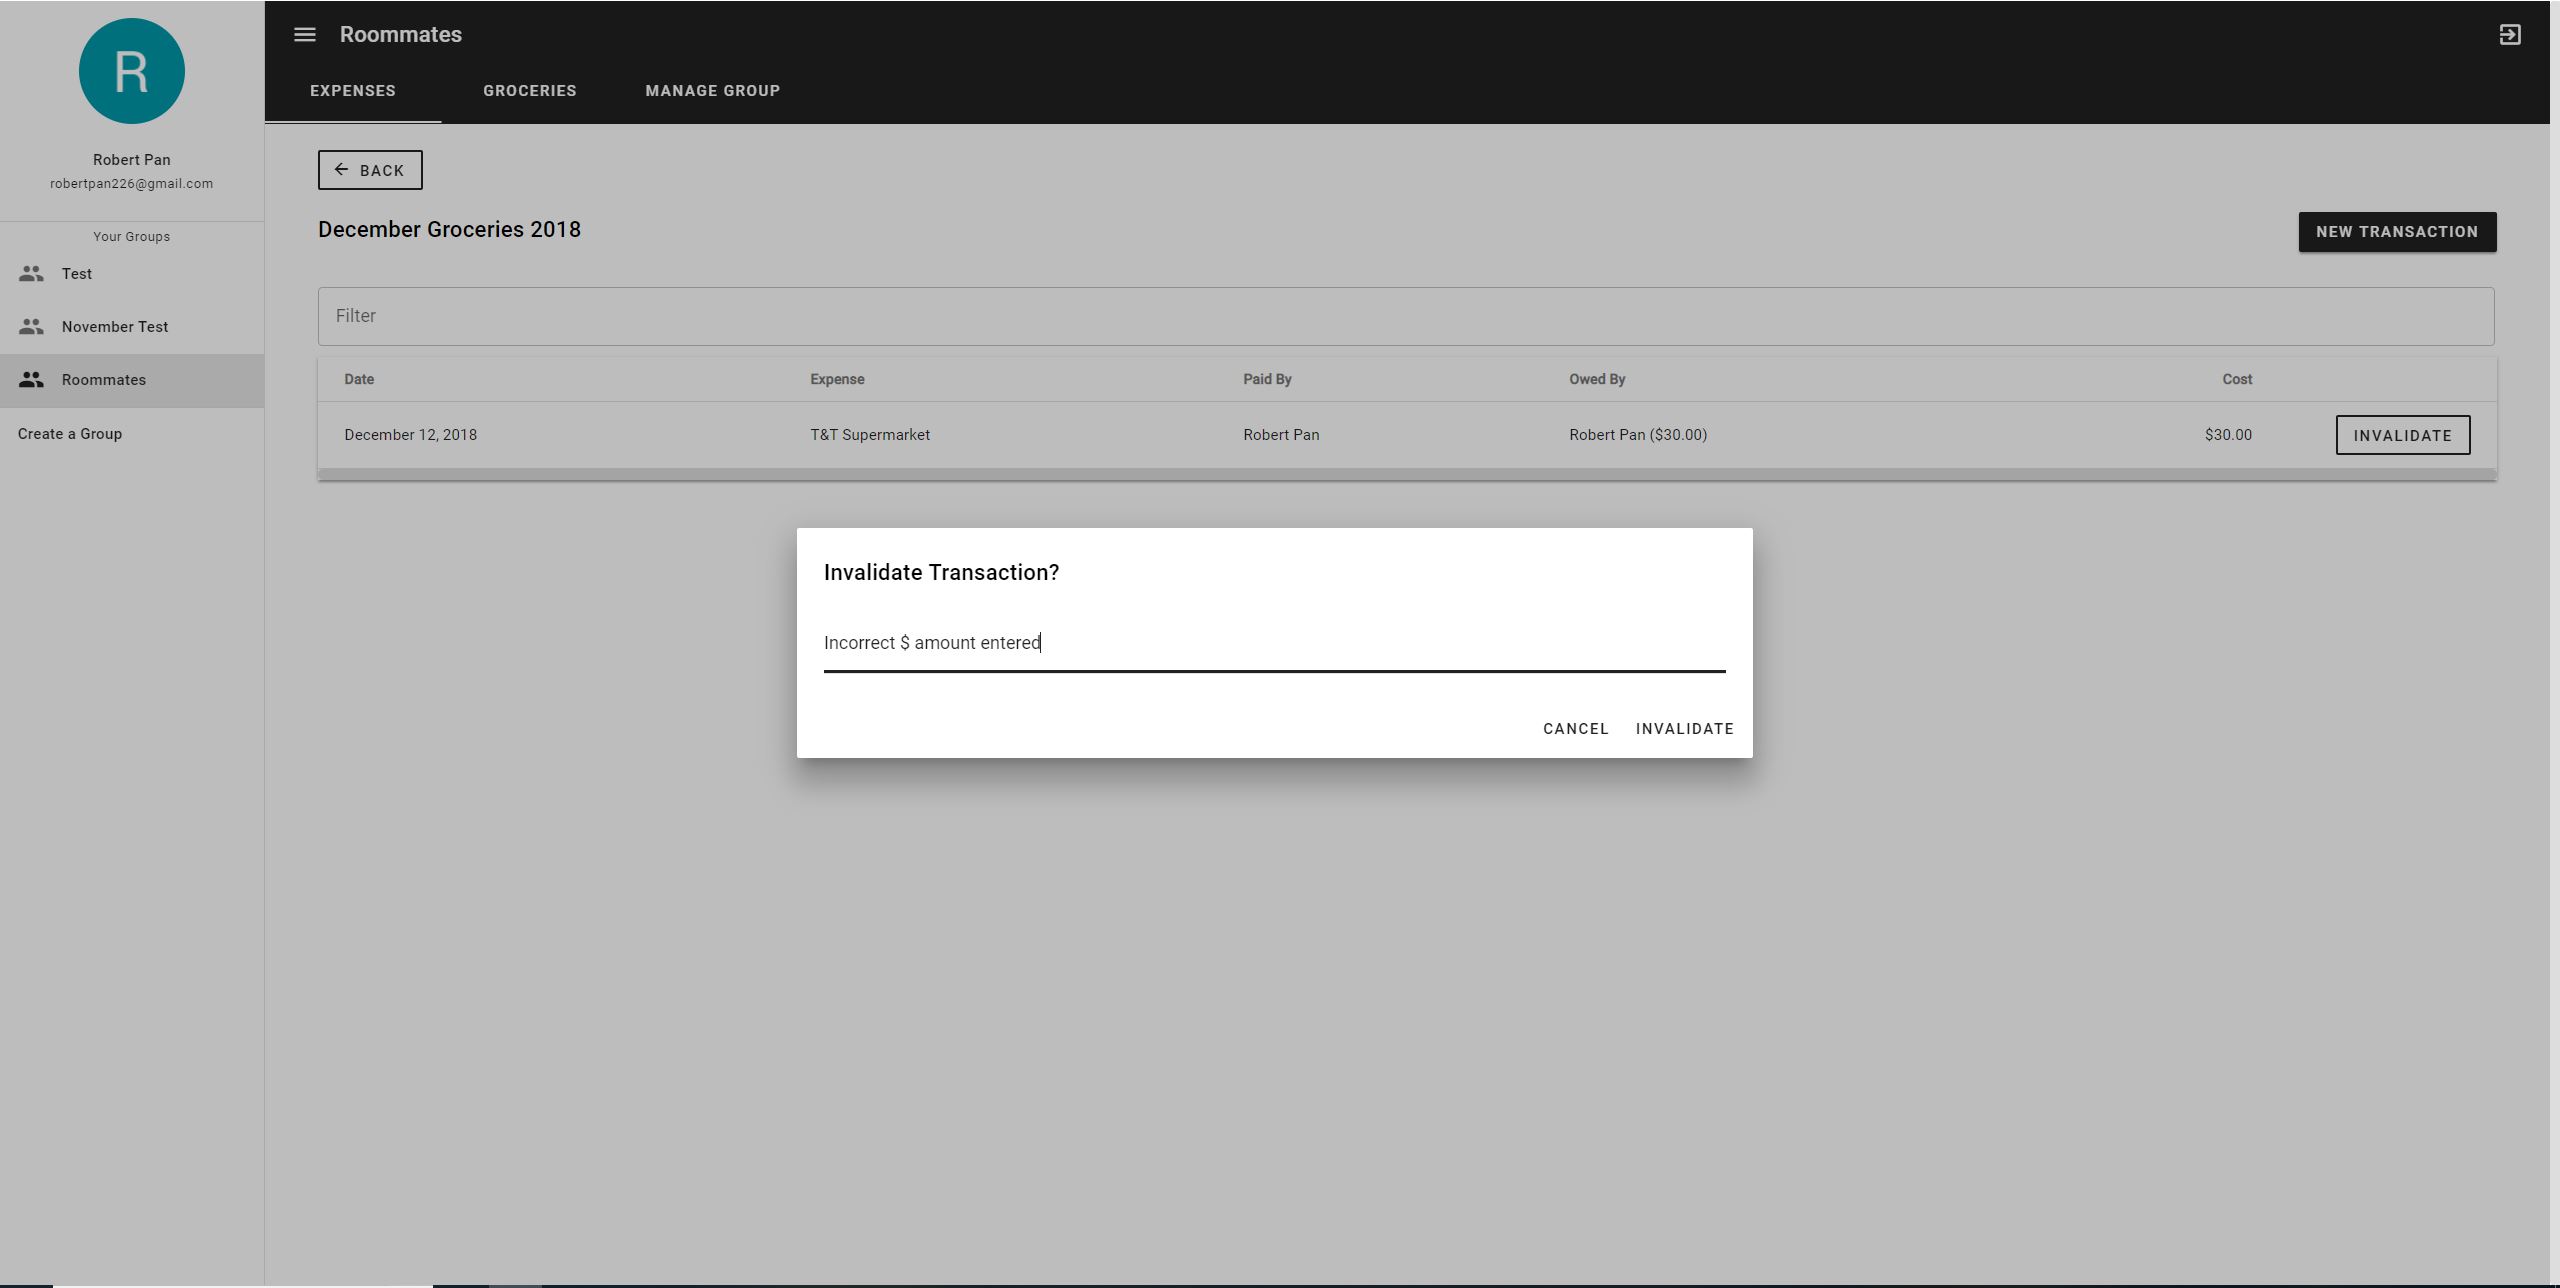 R
Robert Pan
robertpan226@gmail.com
Your Groups
Test
November Test
Roommates
Create a Group
Roommates
EXPENSES GROCERIES MANAGE GROUP
BACK
December Groceries 2018
NEW TRANSACTION
Filter
Date Expense Paid By Owed By Cost
December 12, 2018 T&T Supermarket Robert Pan Robert Pan ($30.00) $30.00 INVALIDATE
Invalidate Transaction?
Incorrect $ amount entered
CANCEL INVALIDATE